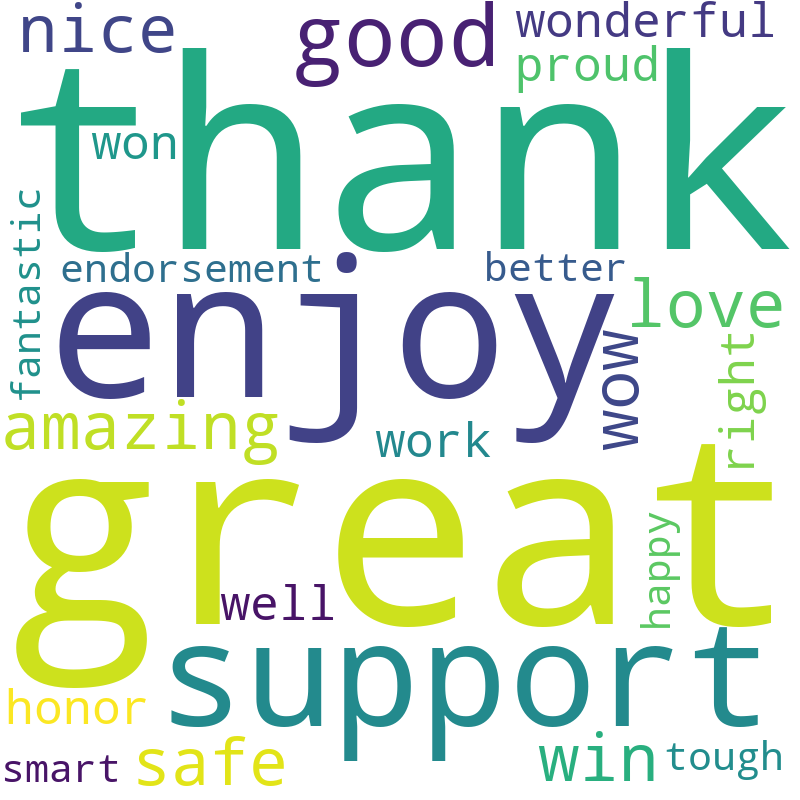 nice
good
wonderful
proud
thank
won
fantastic
endorsement
better
enjoy
love
wow
right
amazing
work
great
happy
well
support
honor
safe
win
tough
smart